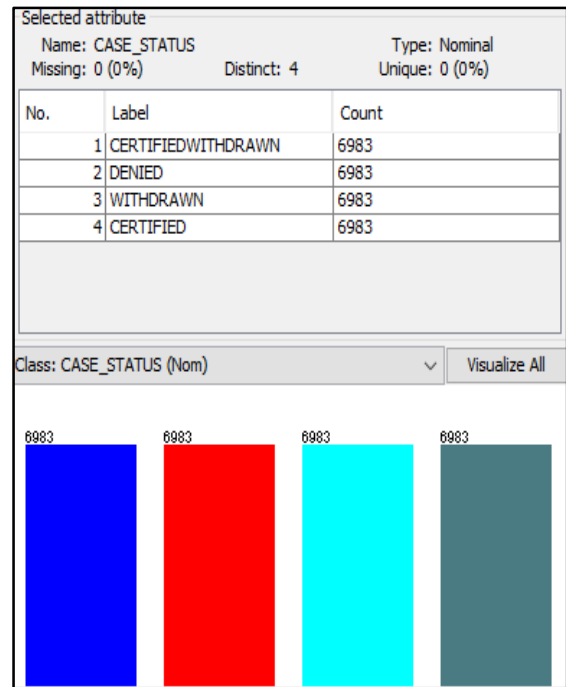 Selected attribute
Name: CASE_STATUS Type: Nominal
Missing: 0 (0%) Distinct: 4 Unique: 0 (0%)
No. Label Count
1 CERTIFIEDWITHDRAWN 6983
2 DENIED 6983
3 WITHDRAWN 6983
4 CERTIFIED 6983
Class: CASE_STATUS (Nom) Visualize All
6983 6983 6983 6983